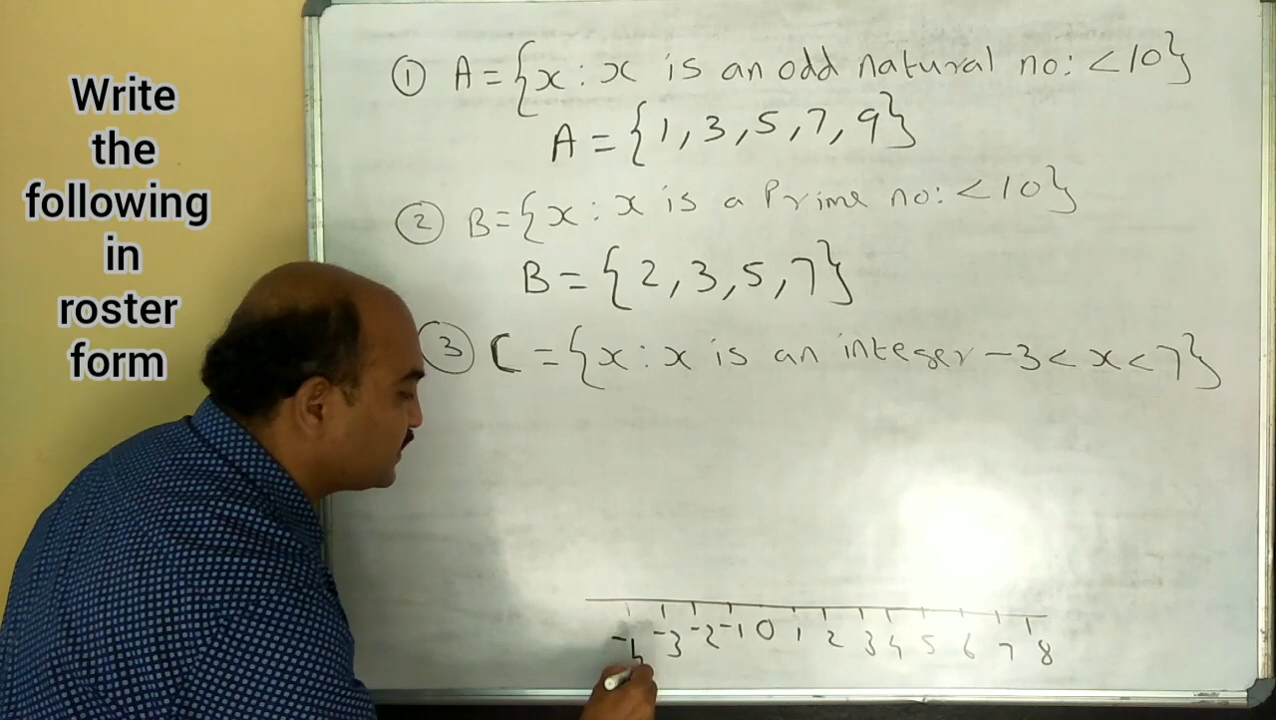 Write
the
following
in
roster
form
① A = {x : x is an odd natural no: < 10}
A = {1, 3, 5, 7, 9}
② B = {x : x is a Prime no: < 10}
B = {2, 3, 5, 7}
③ C = {x : x is an integer -3 < x < 7}
-4 -3 -2 -1 0 1 2 3 4 5 6 7 8